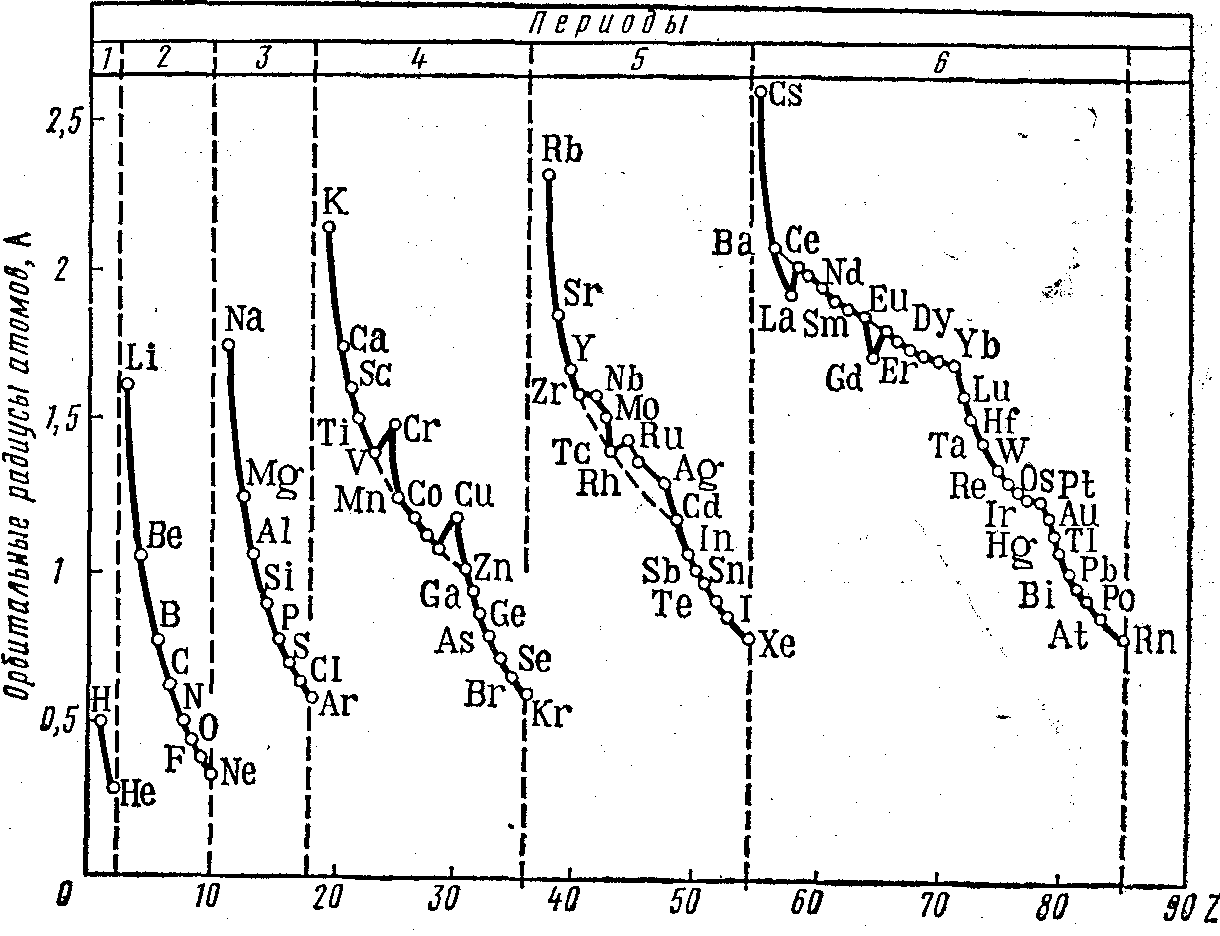 Периоды
1 2 3 4 5 6
Орбитальные радиусы атомов, А
2,5
2
1,5
1
0,5
0
10 20 30 40 50 60 70 80 90 Z
H
He
Li
Be
B
C
N
O
F
Ne
Na
Mg
Al
Si
P
S
Cl
Ar
K
Ca
Sc
Ti
V
Cr
Mn
Co
Cu
Zn
Ga
Ge
As
Se
Br
Kr
Rb
Sr
Y
Zr
Nb
Mo
Tc
Ru
Rh
Ag
Cd
In
Sn
Sb
Te
I
Xe
Cs
Ba
La
Ce
Nd
Sm
Eu
Gd
Dy
Er
Yb
Lu
Hf
Ta
W
Re
Os
Ir
Pt
Au
Hg
Tl
Pb
Bi
Po
At
Rn